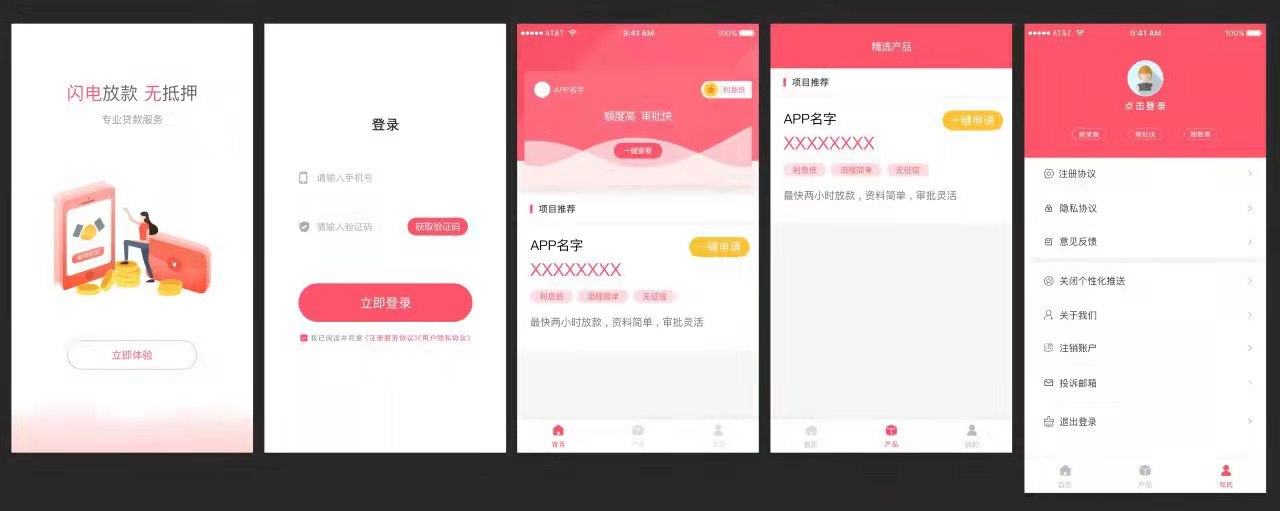 闪电放款 无抵押
专业贷款服务
立即体验
登录
请输入手机号
请输入验证码
获取验证码
立即登录
我已阅读并同意《注册服务协议》《用户隐私协议》
AT&T
9:41 AM
100%
APP名字
利息低
额度高 审批快
一键查看
项目推荐
APP名字
一键申请
XXXXXXXX
利息低
流程简单
无征信
最快两小时放款，资料简单，审批灵活
首页
产品
精选产品
项目推荐
APP名字
一键申请
XXXXXXXX
利息低
流程简单
无征信
最快两小时放款，资料简单，审批灵活
首页
产品
我的
AT&T
9:41 AM
100%
点击登录
额度高
审批快
注册协议
隐私协议
意见反馈
关闭个性化推送
关于我们
注销账户
投诉邮箱
退出登录
首页
产品
我的